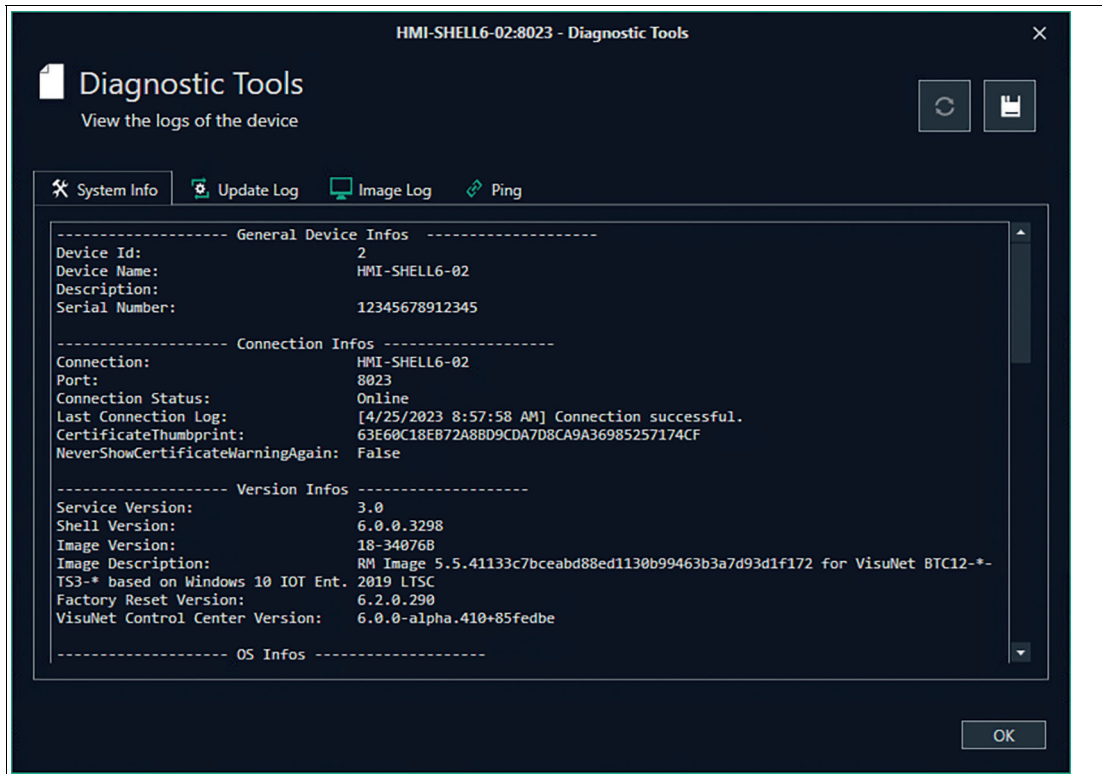 HMI-SHELL6-02:8023 - Diagnostic Tools
Diagnostic Tools
View the logs of the device
System Info
Update Log
Image Log
Ping
-------------------- General Device Infos --------------------
Device Id: 2
Device Name: HMI-SHELL6-02
Description:
Serial Number: 12345678912345
-------------------- Connection Infos --------------------
Connection: HMI-SHELL6-02
Port: 8023
Connection Status: Online
Last Connection Log: [4/25/2023 8:57:58 AM] Connection successful.
CertificateThumbprint: 63E60C18EB72A8BD9CDA7D8CA9A36985257174CF
NeverShowCertificateWarningAgain: False
-------------------- Version Infos --------------------
Service Version: 3.0
Shell Version: 6.0.0.3298
Image Version: 18-34076B
Image Description: RM Image 5.5.41133c7bceabd88ed1130b99463b3a7d93d1f172 for VisuNet BTC12-*-
TS3-* based on Windows 10 IOT Ent. 2019 LTSC
Factory Reset Version: 6.2.0.290
VisuNet Control Center Version: 6.0.0-alpha.410+85fedbe
-------------------- OS Infos --------------------
OK